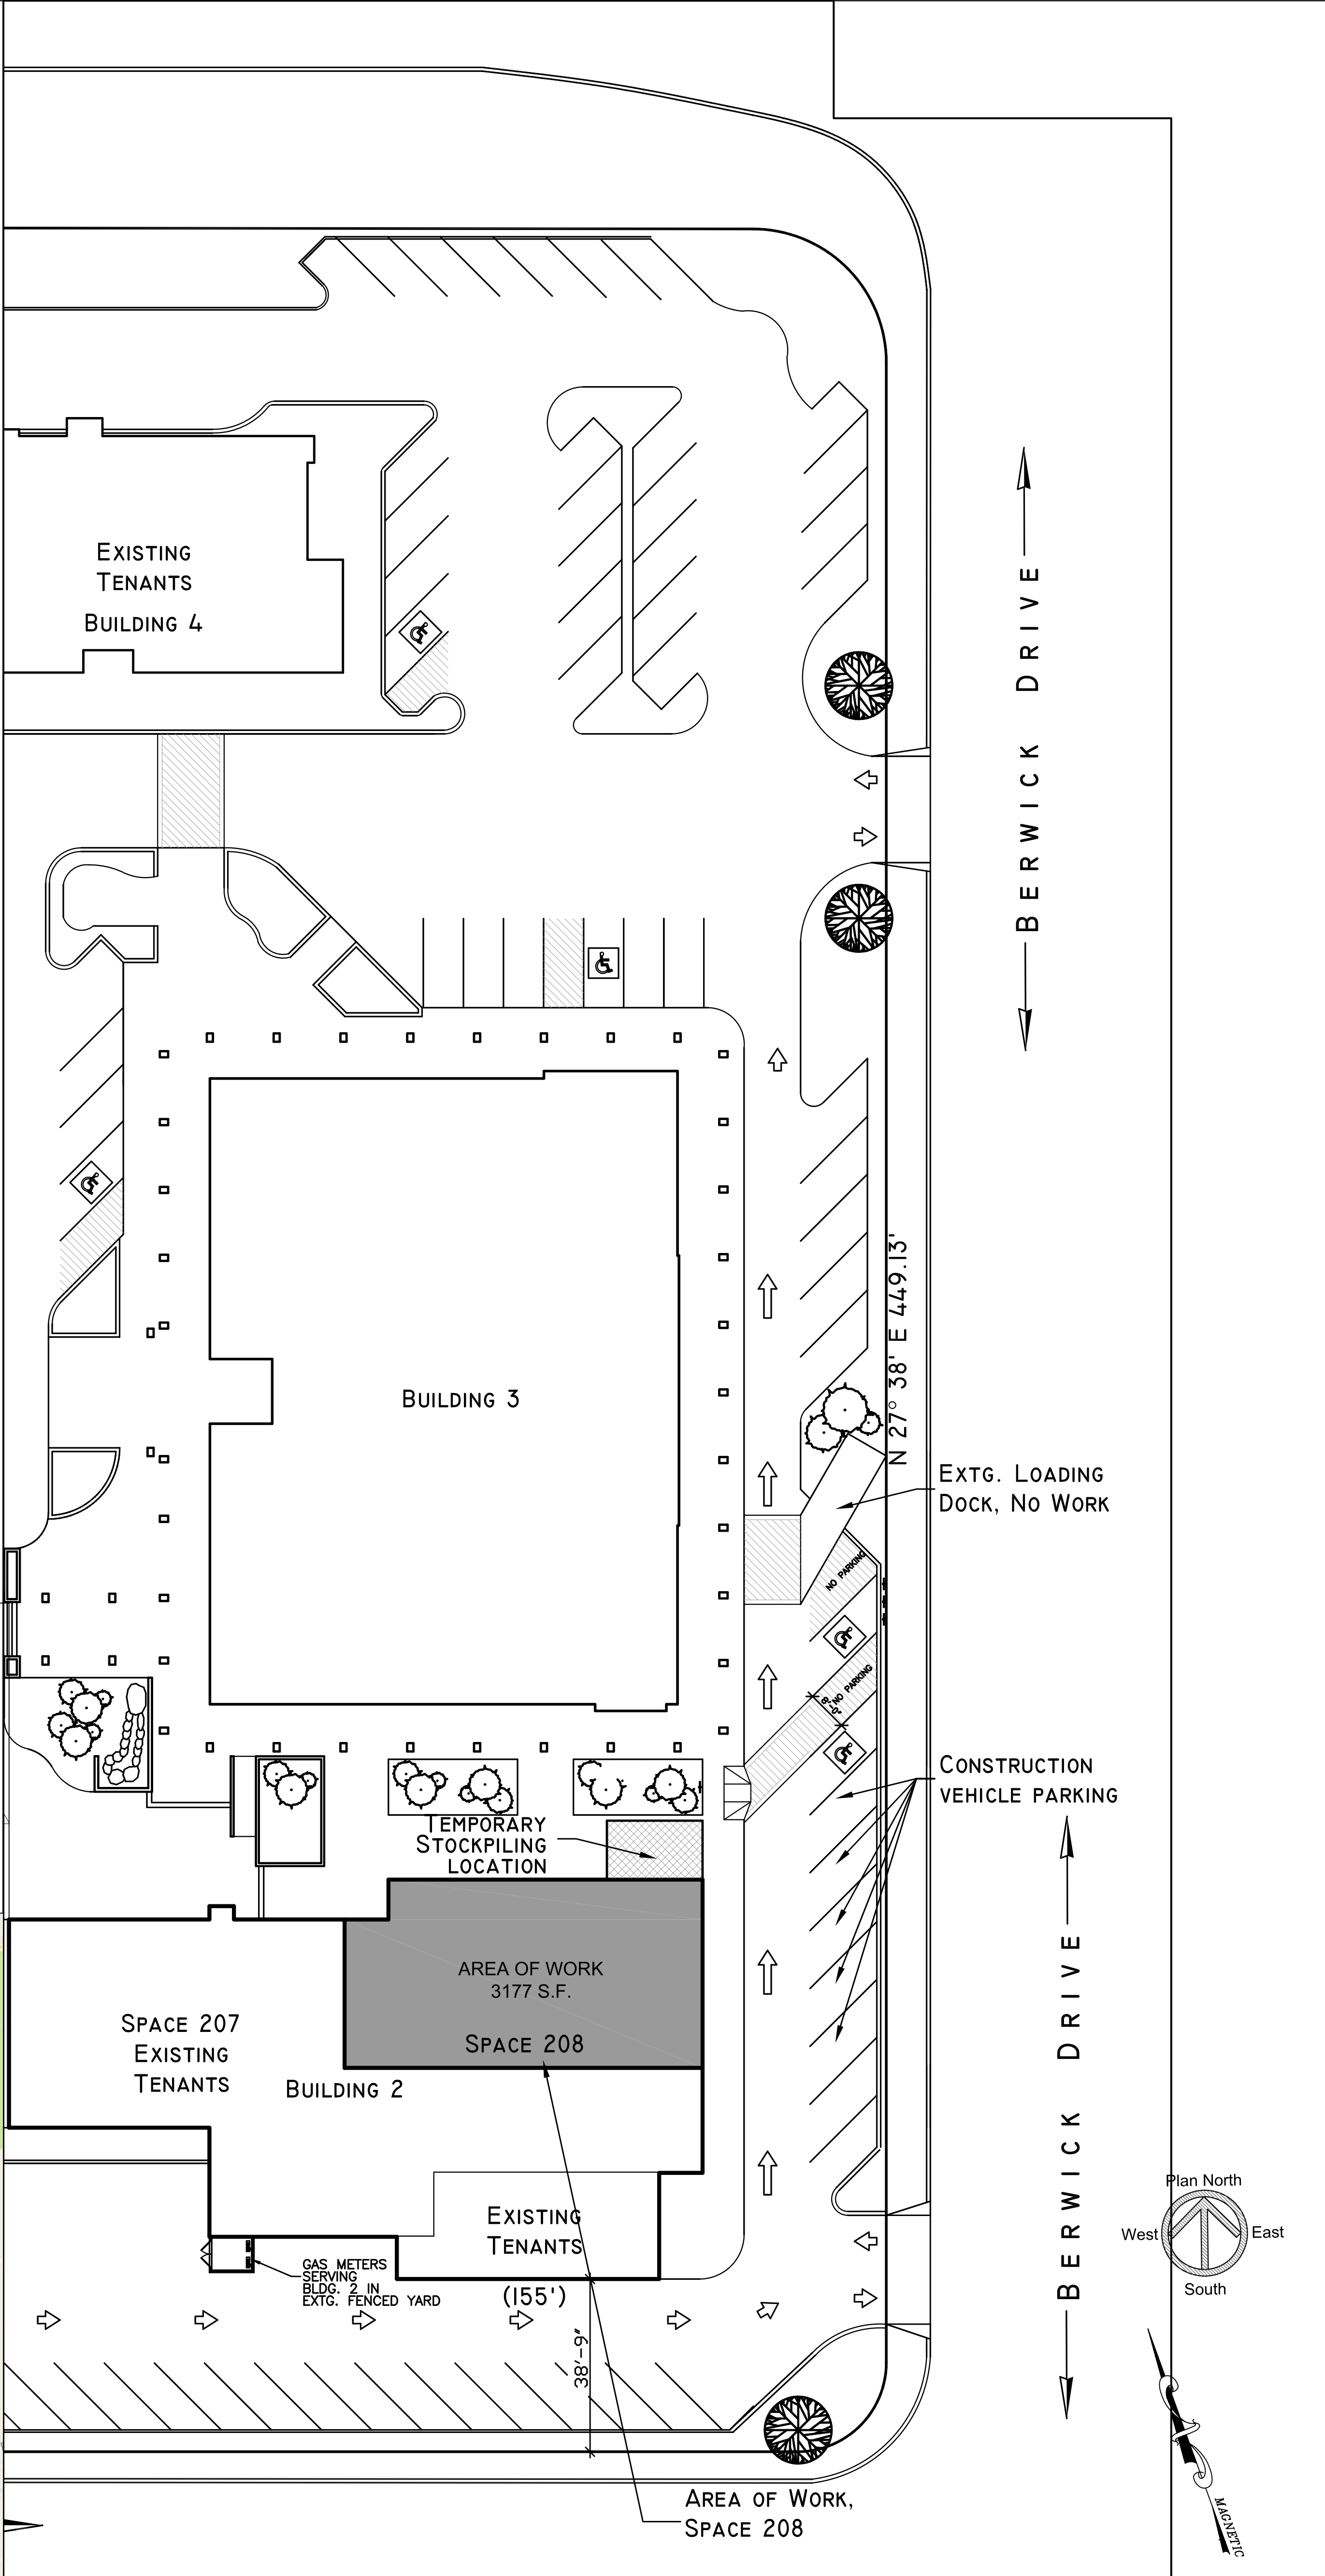 EXISTING
TENANTS
BUILDING 4
BERWICK DRIVE
N 27° 38' E 449.13'
BUILDING 3
EXTG. LOADING
DOCK, NO WORK
NO PARKING
NO PARKING
8'-0"
CONSTRUCTION
VEHICLE PARKING
TEMPORARY
STOCKPILING
LOCATION
AREA OF WORK
3177 S.F.
SPACE 208
SPACE 207
EXISTING
TENANTS
BUILDING 2
BERWICK DRIVE
EXISTING
TENANTS
GAS METERS
SERVING
BLDG. 2 IN
EXTG. FENCED YARD
(155')
38'-9"
Plan North
West
East
South
MAGNETIC
AREA OF WORK,
SPACE 208